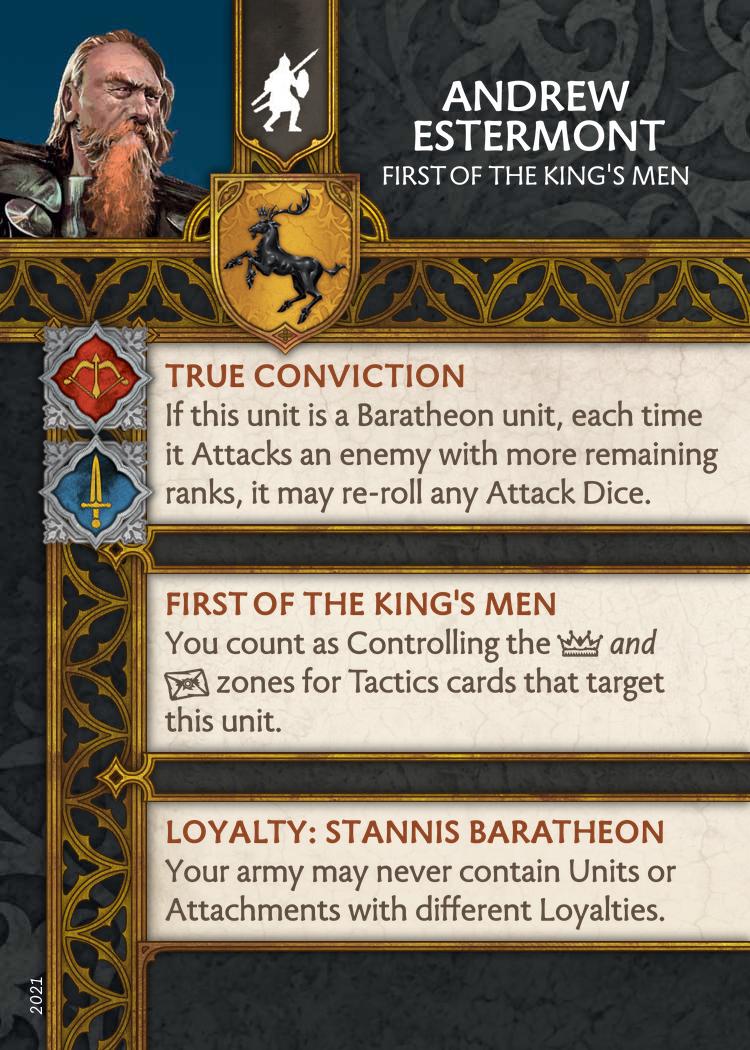 ANDREW
ESTERMONT
FIRST OF THE KING'S MEN
TRUE CONVICTION
If this unit is a Baratheon unit, each time
it Attacks an enemy with more remaining
ranks, it may re-roll any Attack Dice.
FIRST OF THE KING'S MEN
You count as Controlling the and
zones for Tactics cards that target
this unit.
LOYALTY: STANNIS BARATHEON
Your army may never contain Units or
Attachments with different Loyalties.
2021